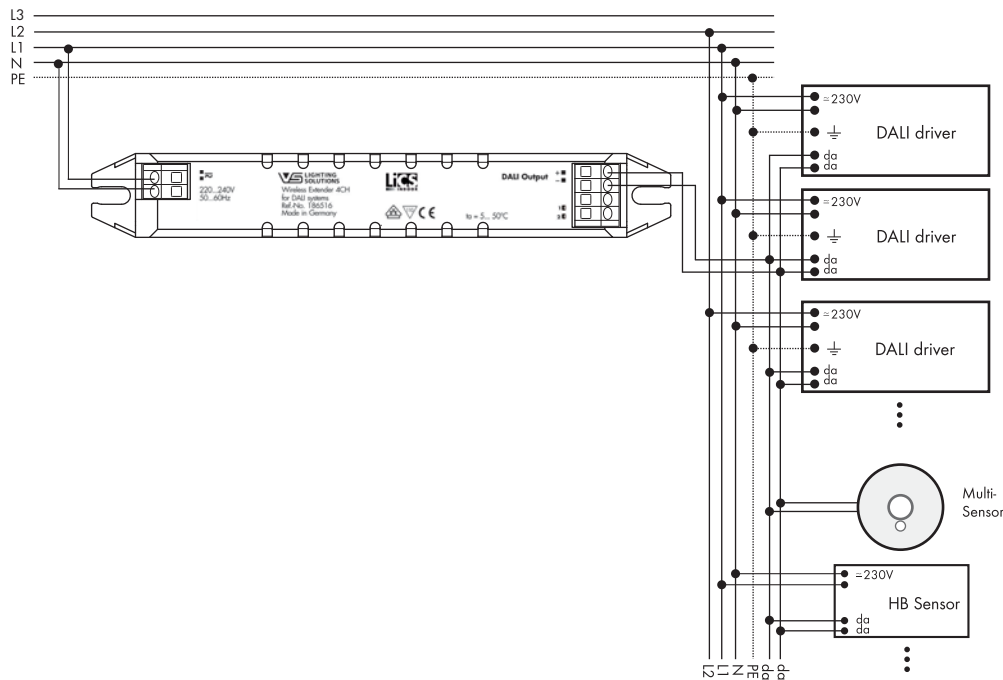 L3
L2
L1
N
PE
220...240V
50...60Hz
VS LIGHTING SOLUTIONS
Wireless Extender 4CH
for DALI systems
Ref.-No. 186516
Made in Germany
LiCS
ta = 5... 50°C
DALI Output
+
−
≃230V
DALI driver
da
da
≃230V
DALI driver
da
da
≃230V
DALI driver
da
da
Multi-
Sensor
=230V
HB Sensor
da
da
L2
L1
N
PE
da
da